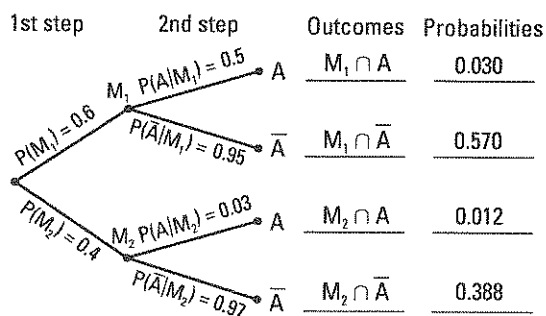 1st step 2nd step Outcomes Probabilities
M₁ P(A|M₁) = 0.5 A M₁ ∩ A 0.030
P(M₁) = 0.6 P(A̅|M₁) = 0.95 A̅ M₁ ∩ A̅ 0.570
P(M₂) = 0.4 M₂ P(A|M₂) = 0.03 A M₂ ∩ A 0.012
P(A̅|M₂) = 0.97 A̅ M₂ ∩ A̅ 0.388